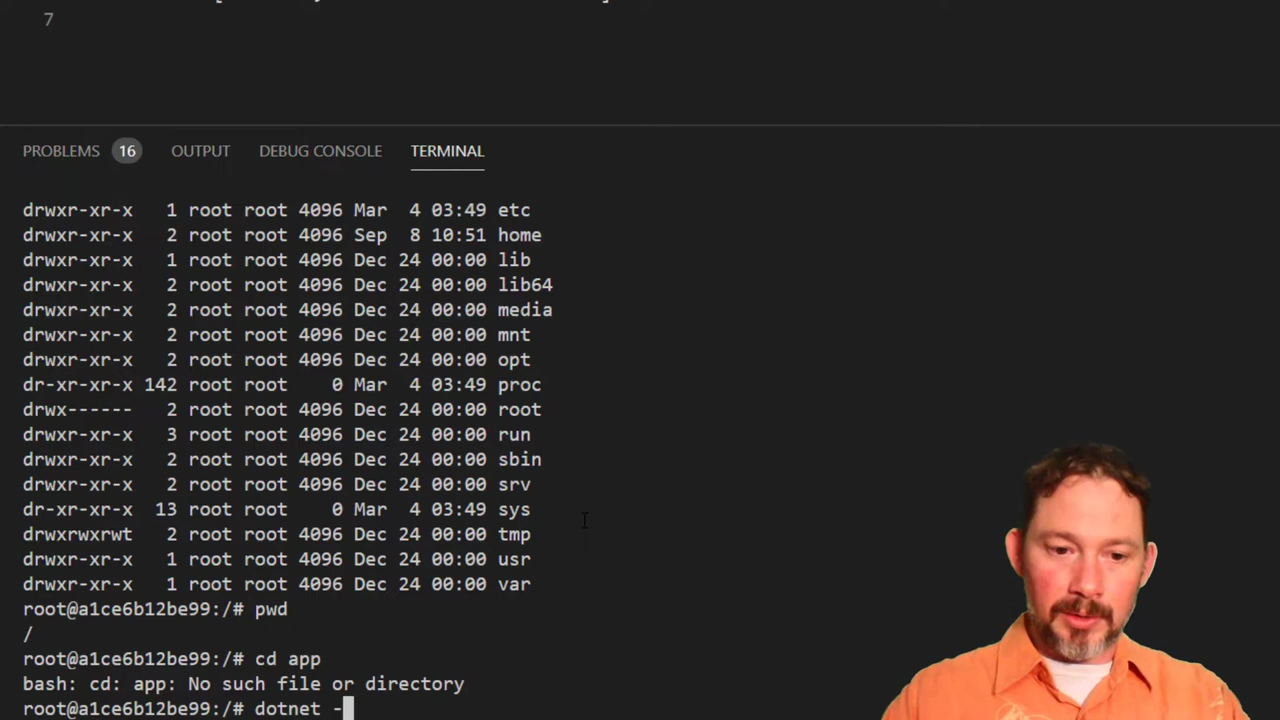 7
PROBLEMS 16 OUTPUT DEBUG CONSOLE TERMINAL
drwxr-xr-x   1 root root 4096 Mar  4 03:49 etc
drwxr-xr-x   2 root root 4096 Sep  8 10:51 home
drwxr-xr-x   1 root root 4096 Dec 24 00:00 lib
drwxr-xr-x   2 root root 4096 Dec 24 00:00 lib64
drwxr-xr-x   2 root root 4096 Dec 24 00:00 media
drwxr-xr-x   2 root root 4096 Dec 24 00:00 mnt
drwxr-xr-x   2 root root 4096 Dec 24 00:00 opt
dr-xr-xr-x 142 root root    0 Mar  4 03:49 proc
drwx------   2 root root 4096 Dec 24 00:00 root
drwxr-xr-x   3 root root 4096 Dec 24 00:00 run
drwxr-xr-x   2 root root 4096 Dec 24 00:00 sbin
drwxr-xr-x   2 root root 4096 Dec 24 00:00 srv
dr-xr-xr-x  13 root root    0 Mar  4 03:49 sys
drwxrwxrwt   2 root root 4096 Dec 24 00:00 tmp
drwxr-xr-x   1 root root 4096 Dec 24 00:00 usr
drwxr-xr-x   1 root root 4096 Dec 24 00:00 var
root@a1ce6b12be99:/# pwd
/
root@a1ce6b12be99:/# cd app
bash: cd: app: No such file or directory
root@a1ce6b12be99:/# dotnet -